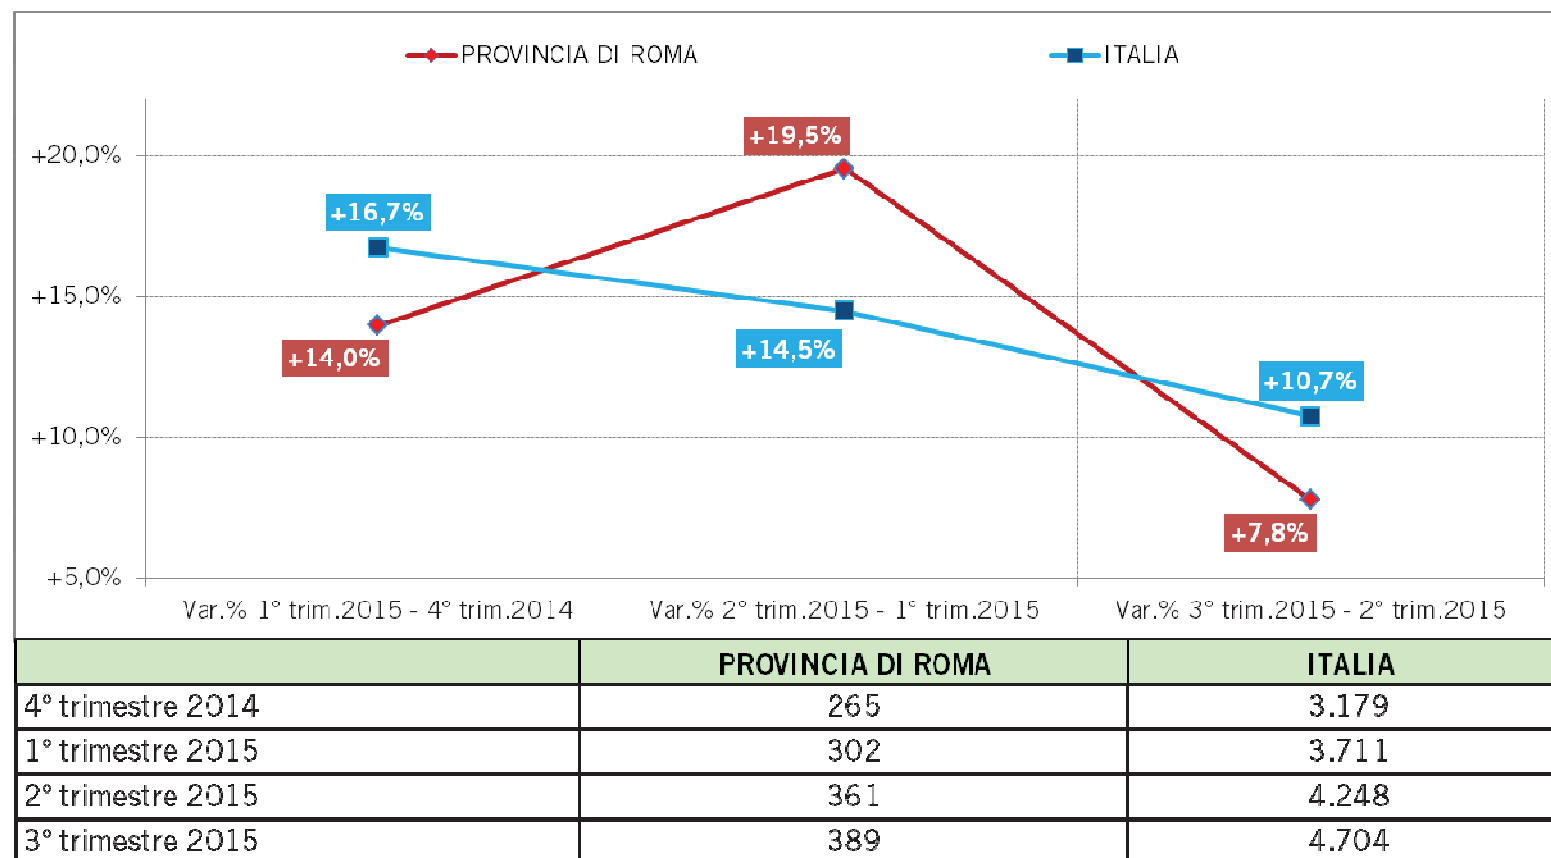 PROVINCIA DI ROMA ITALIA
+20,0%
+15,0%
+10,0%
+5,0%
+19,5%
+16,7%
+14,0%
+14,5%
+10,7%
+7,8%
Var.% 1° trim.2015 - 4° trim.2014 Var.% 2° trim.2015 - 1° trim.2015 Var.% 3° trim.2015 - 2° trim.2015
PROVINCIA DI ROMA ITALIA
4° trimestre 2014 265 3.179
1° trimestre 2015 302 3.711
2° trimestre 2015 361 4.248
3° trimestre 2015 389 4.704